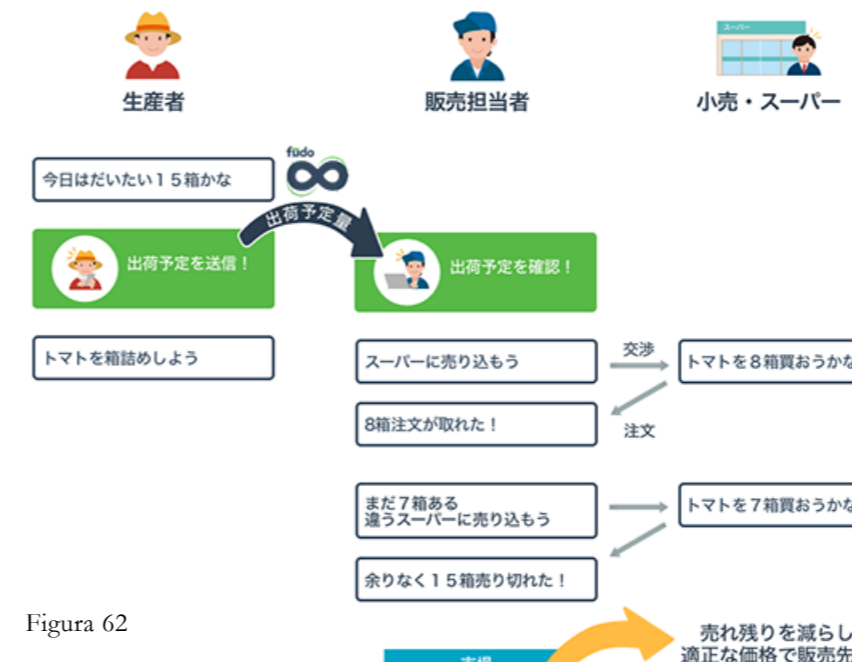 スーパー
生産者
販売担当者
小売・スーパー
fūdo
今日はだいたい15箱かな
出荷予定量
出荷予定を送信！
出荷予定を確認！
トマトを箱詰めしよう
スーパーに売り込もう
交渉
トマトを8箱買おうかな
8箱注文が取れた！
注文
まだ7箱ある
違うスーパーに売り込もう
トマトを7箱買おうかな
余りなく15箱売り切れた！
Figura 62
売れ残りを減らし
適正な価格で販売先
市場